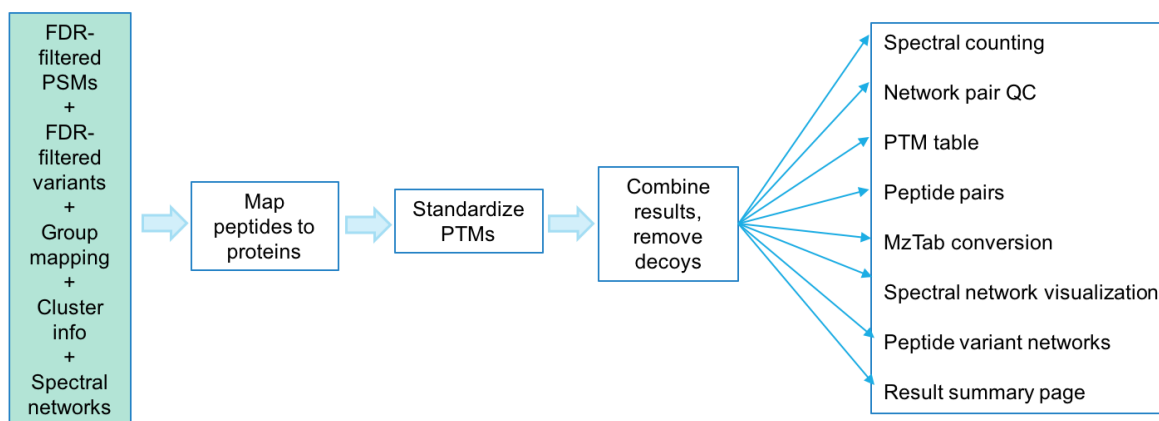 FDR-
filtered
PSMs
+
FDR-
filtered
variants
+
Group
mapping
+
Cluster
info
+
Spectral
networks
Map
peptides to
proteins
Standardize
PTMs
Combine
results,
remove
decoys
Spectral counting
Network pair QC
PTM table
Peptide pairs
MzTab conversion
Spectral network visualization
Peptide variant networks
Result summary page